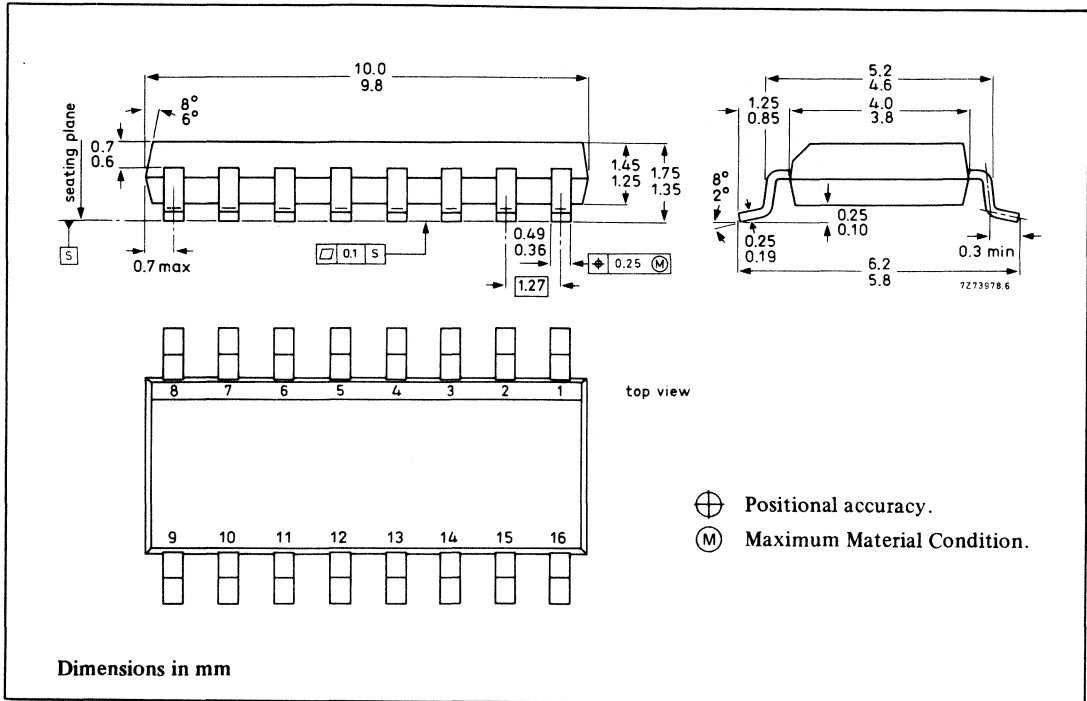 10.0
9.8
5.2
4.6
1.25
0.85
4.0
3.8
seating plane
8°
6°
0.7
0.6
1.45
1.25
1.75
1.35
8°
2°
S
0.7 max
0.1 S
0.49
0.36
0.25 M
1.27
0.25
0.10
0.25
0.19
0.3 min
6.2
5.8
7Z73978.6
8 7 6 5 4 3 2 1
top view
9 10 11 12 13 14 15 16
Positional accuracy.
M Maximum Material Condition.
Dimensions in mm